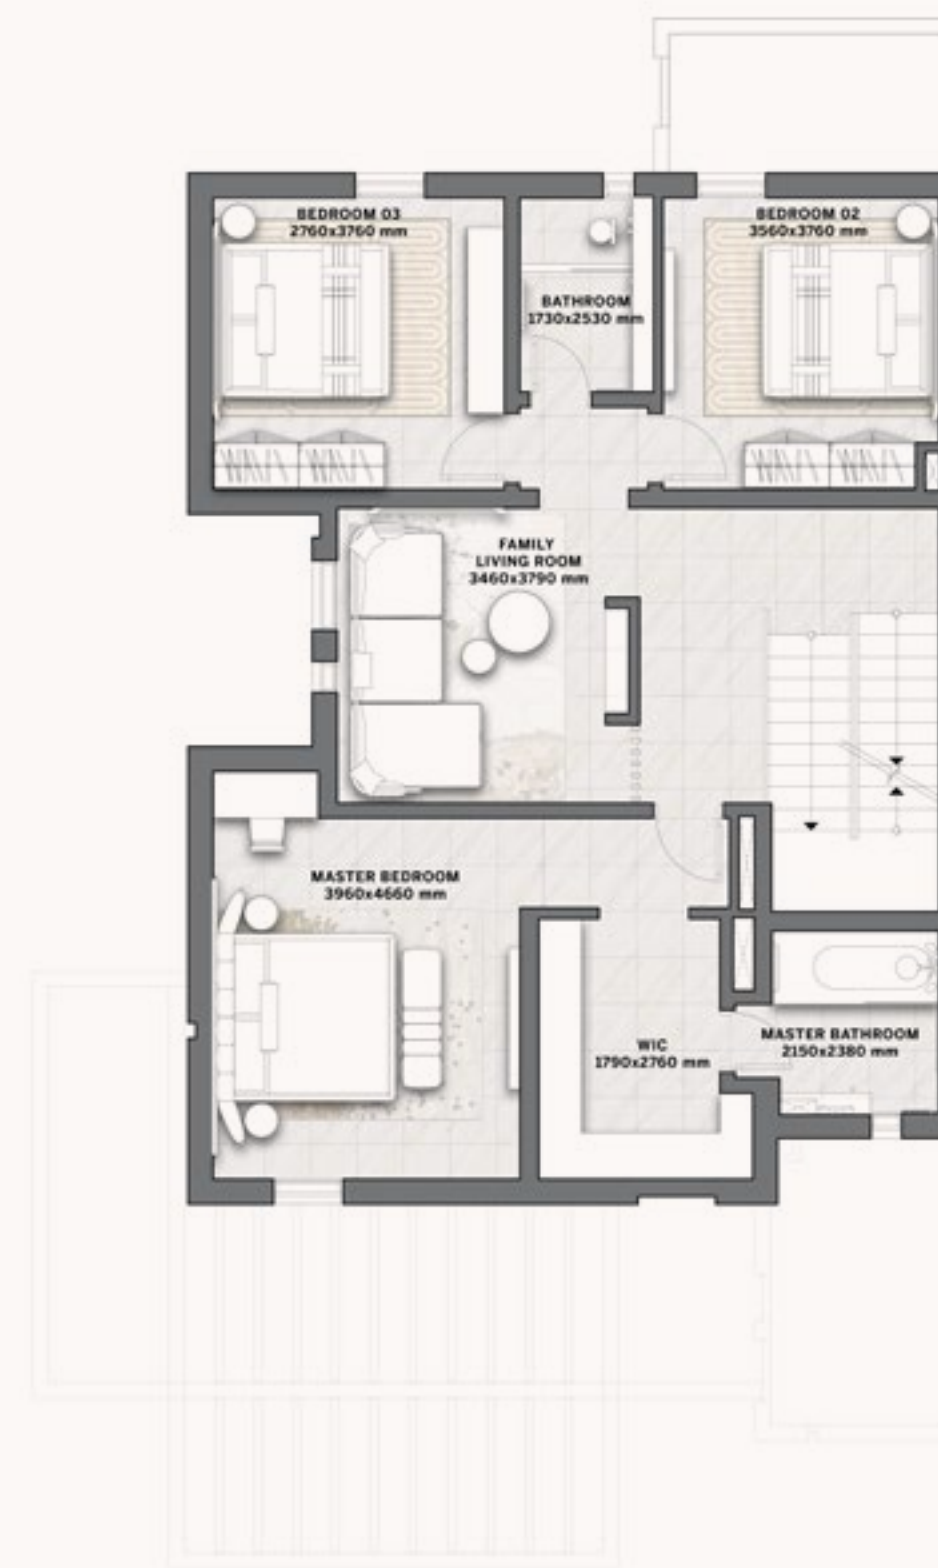 BEDROOM 03
2760x3760 mm
BEDROOM 02
3560x3760 mm
BATHROOM
1730x2530 mm
FAMILY
LIVING ROOM
3460x3790 mm
MASTER BEDROOM
3960x4660 mm
MASTER BATHROOM
2150x2380 mm
WIC
1790x2760 mm